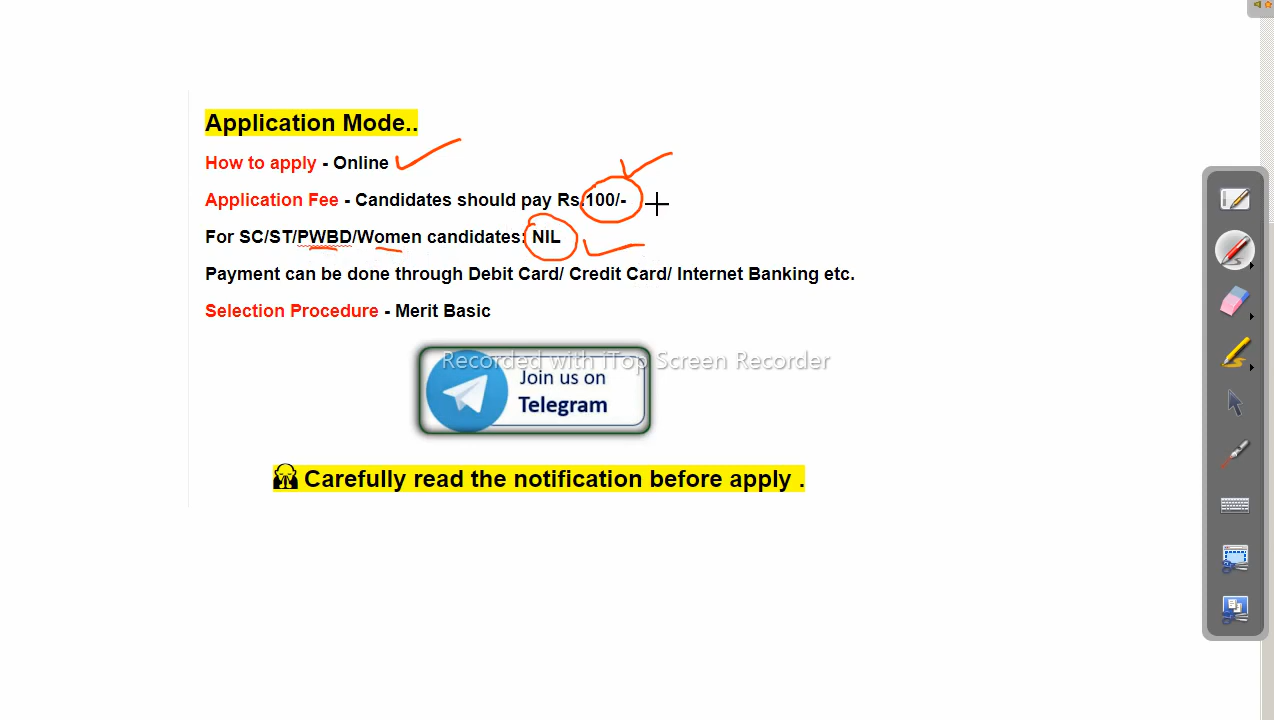 Application Mode..
How to apply - Online
Application Fee - Candidates should pay Rs.100/-
For SC/ST/PWBD/Women candidates: NIL
Payment can be done through Debit Card/ Credit Card/ Internet Banking etc.
Selection Procedure - Merit Basic
Recorded with iTop Screen Recorder
Join us on
Telegram
Carefully read the notification before apply .